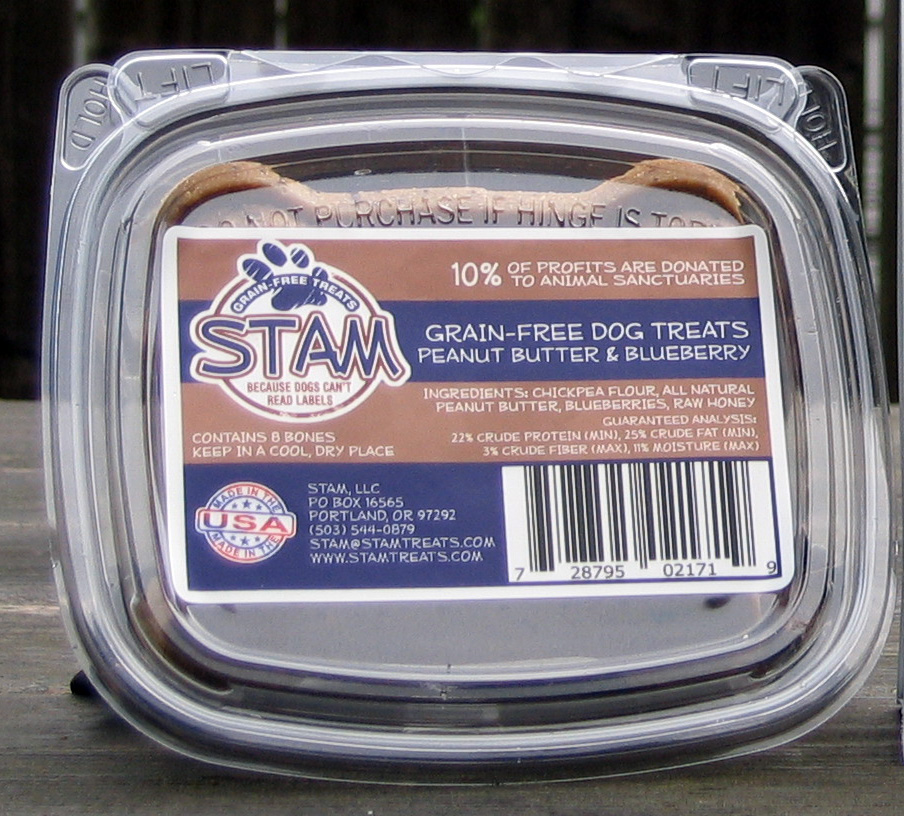 HOLD
LIFT
LIFT
HOLD
NOT PURCHASE IF HINGE IS
GRAIN-FREE TREATS
STAM
BECAUSE DOGS CAN'T
READ LABELS
10% OF PROFITS ARE DONATED
TO ANIMAL SANCTUARIES
GRAIN-FREE DOG TREATS
PEANUT BUTTER & BLUEBERRY
INGREDIENTS: CHICKPEA FLOUR, ALL NATURAL
PEANUT BUTTER, BLUEBERRIES, RAW HONEY
GUARANTEED ANALYSIS:
22% CRUDE PROTEIN (MIN), 25% CRUDE FAT (MIN),
3% CRUDE FIBER (MAX), 11% MOISTURE (MAX)
CONTAINS 8 BONES
KEEP IN A COOL, DRY PLACE
MADE IN THE
USA
MADE IN THE
STAM, LLC
PO BOX 16565
PORTLAND, OR 97292
(503) 544-0879
STAM@STAMTREATS.COM
WWW.STAMTREATS.COM
7 28795 02171 9